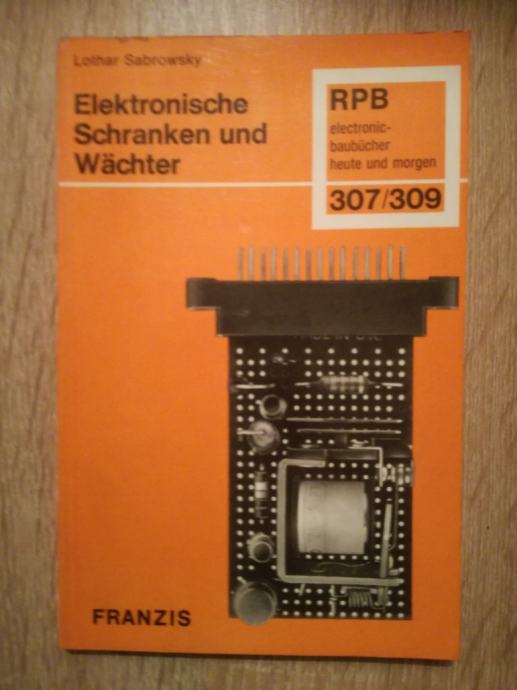 Lothar Sabrowsky
Elektronische
Schranken und
Wächter
RPB
electronic-
baubücher
heute und morgen
307/309
FRANZIS